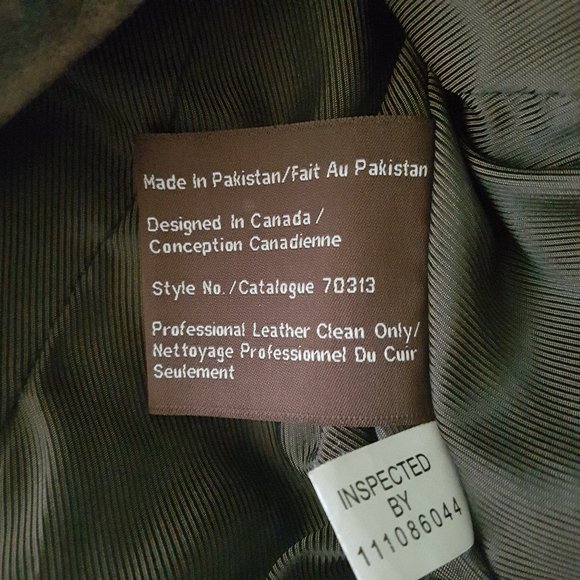 Made In Pakistan/Fait Au Pakistan
Designed In Canada/
Conception Canadienne
Style No./Catalogue 70313
Professional Leather Clean Only/
Nettoyage Professionnel Du Cuir
Seulement
INSPECTED
BY
111086044